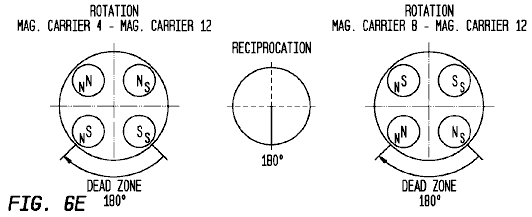 ROTATION
MAG. CARRIER 4 - MAG. CARRIER 12
N N
N S
N S
S S
DEAD ZONE
180°
RECIPROCATION
180°
ROTATION
MAG. CARRIER 8 - MAG. CARRIER 12
N S
S S
N N
N S
DEAD ZONE
180°
FIG. 6E